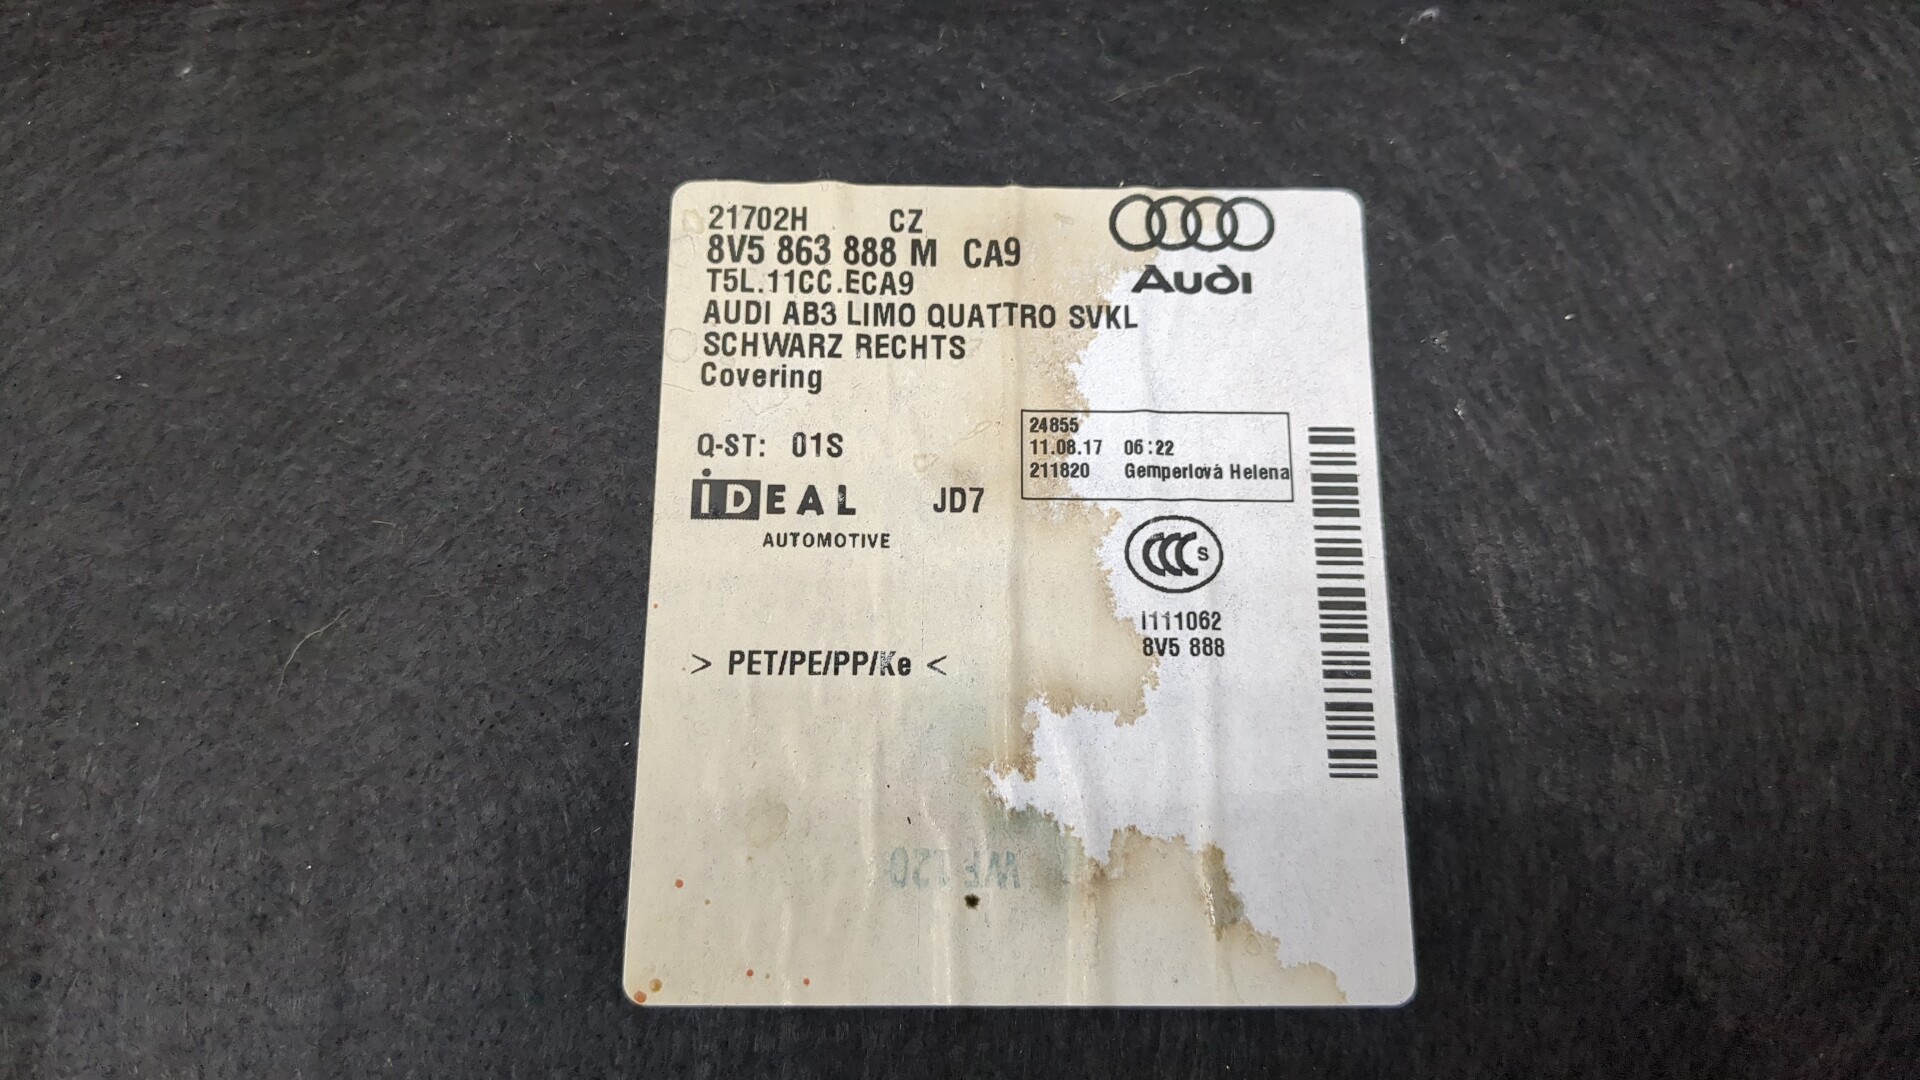 21702H CZ
8V5 863 888 M CA9
T5L.11CC.ECA9
AUDI AB3 LIMO QUATTRO SVKL
SCHWARZ RECHTS
Covering
Audi
Q-ST: 01S
24855
11.08.17 06:22
211820 Gemperlová Helena
IDEAL JD7
AUTOMOTIVE
CCC S
I111062
8V5 888
> PET/PE/PP/Ke <